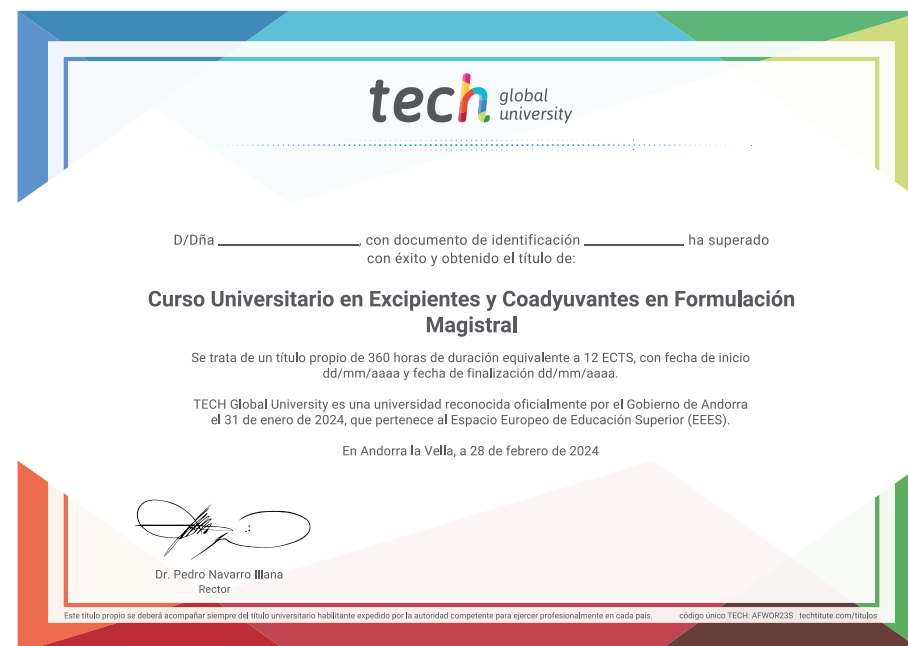 tech global
university
D/Dña ____________, con documento de identificación ____________ ha superado
con éxito y obtenido el título de:
Curso Universitario en Excipientes y Coadyuvantes en Formulación
Magistral
Se trata de un título propio de 360 horas de duración equivalente a 12 ECTS, con fecha de inicio
dd/mm/aaaa y fecha de finalización dd/mm/aaaa.
TECH Global University es una universidad reconocida oficialmente por el Gobierno de Andorra
el 31 de enero de 2024, que pertenece al Espacio Europeo de Educación Superior (EEES).
En Andorra la Vella, a 28 de febrero de 2024
Dr. Pedro Navarro Illana
Rector
Este título propio se deberá acompañar siempre del título universitario habilitante expedido por la autoridad competente para ejercer profesionalmente en cada país. código único TECH: AFWOR23S techtitute.com/titulos